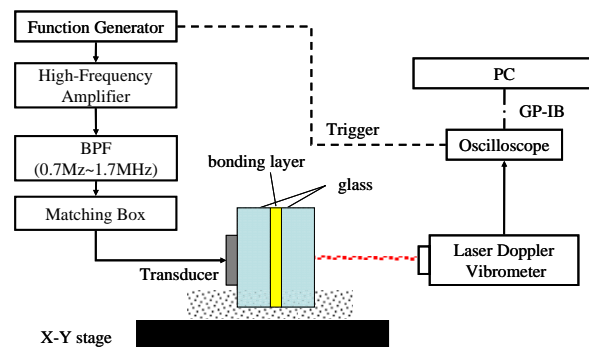 Function Generator
High-Frequency
Amplifier
BPF
(0.7Mz~1.7MHz)
Matching Box
Transducer
X-Y stage
bonding layer
glass
Trigger
PC
GP-IB
Oscilloscope
Laser Doppler
Vibrometer